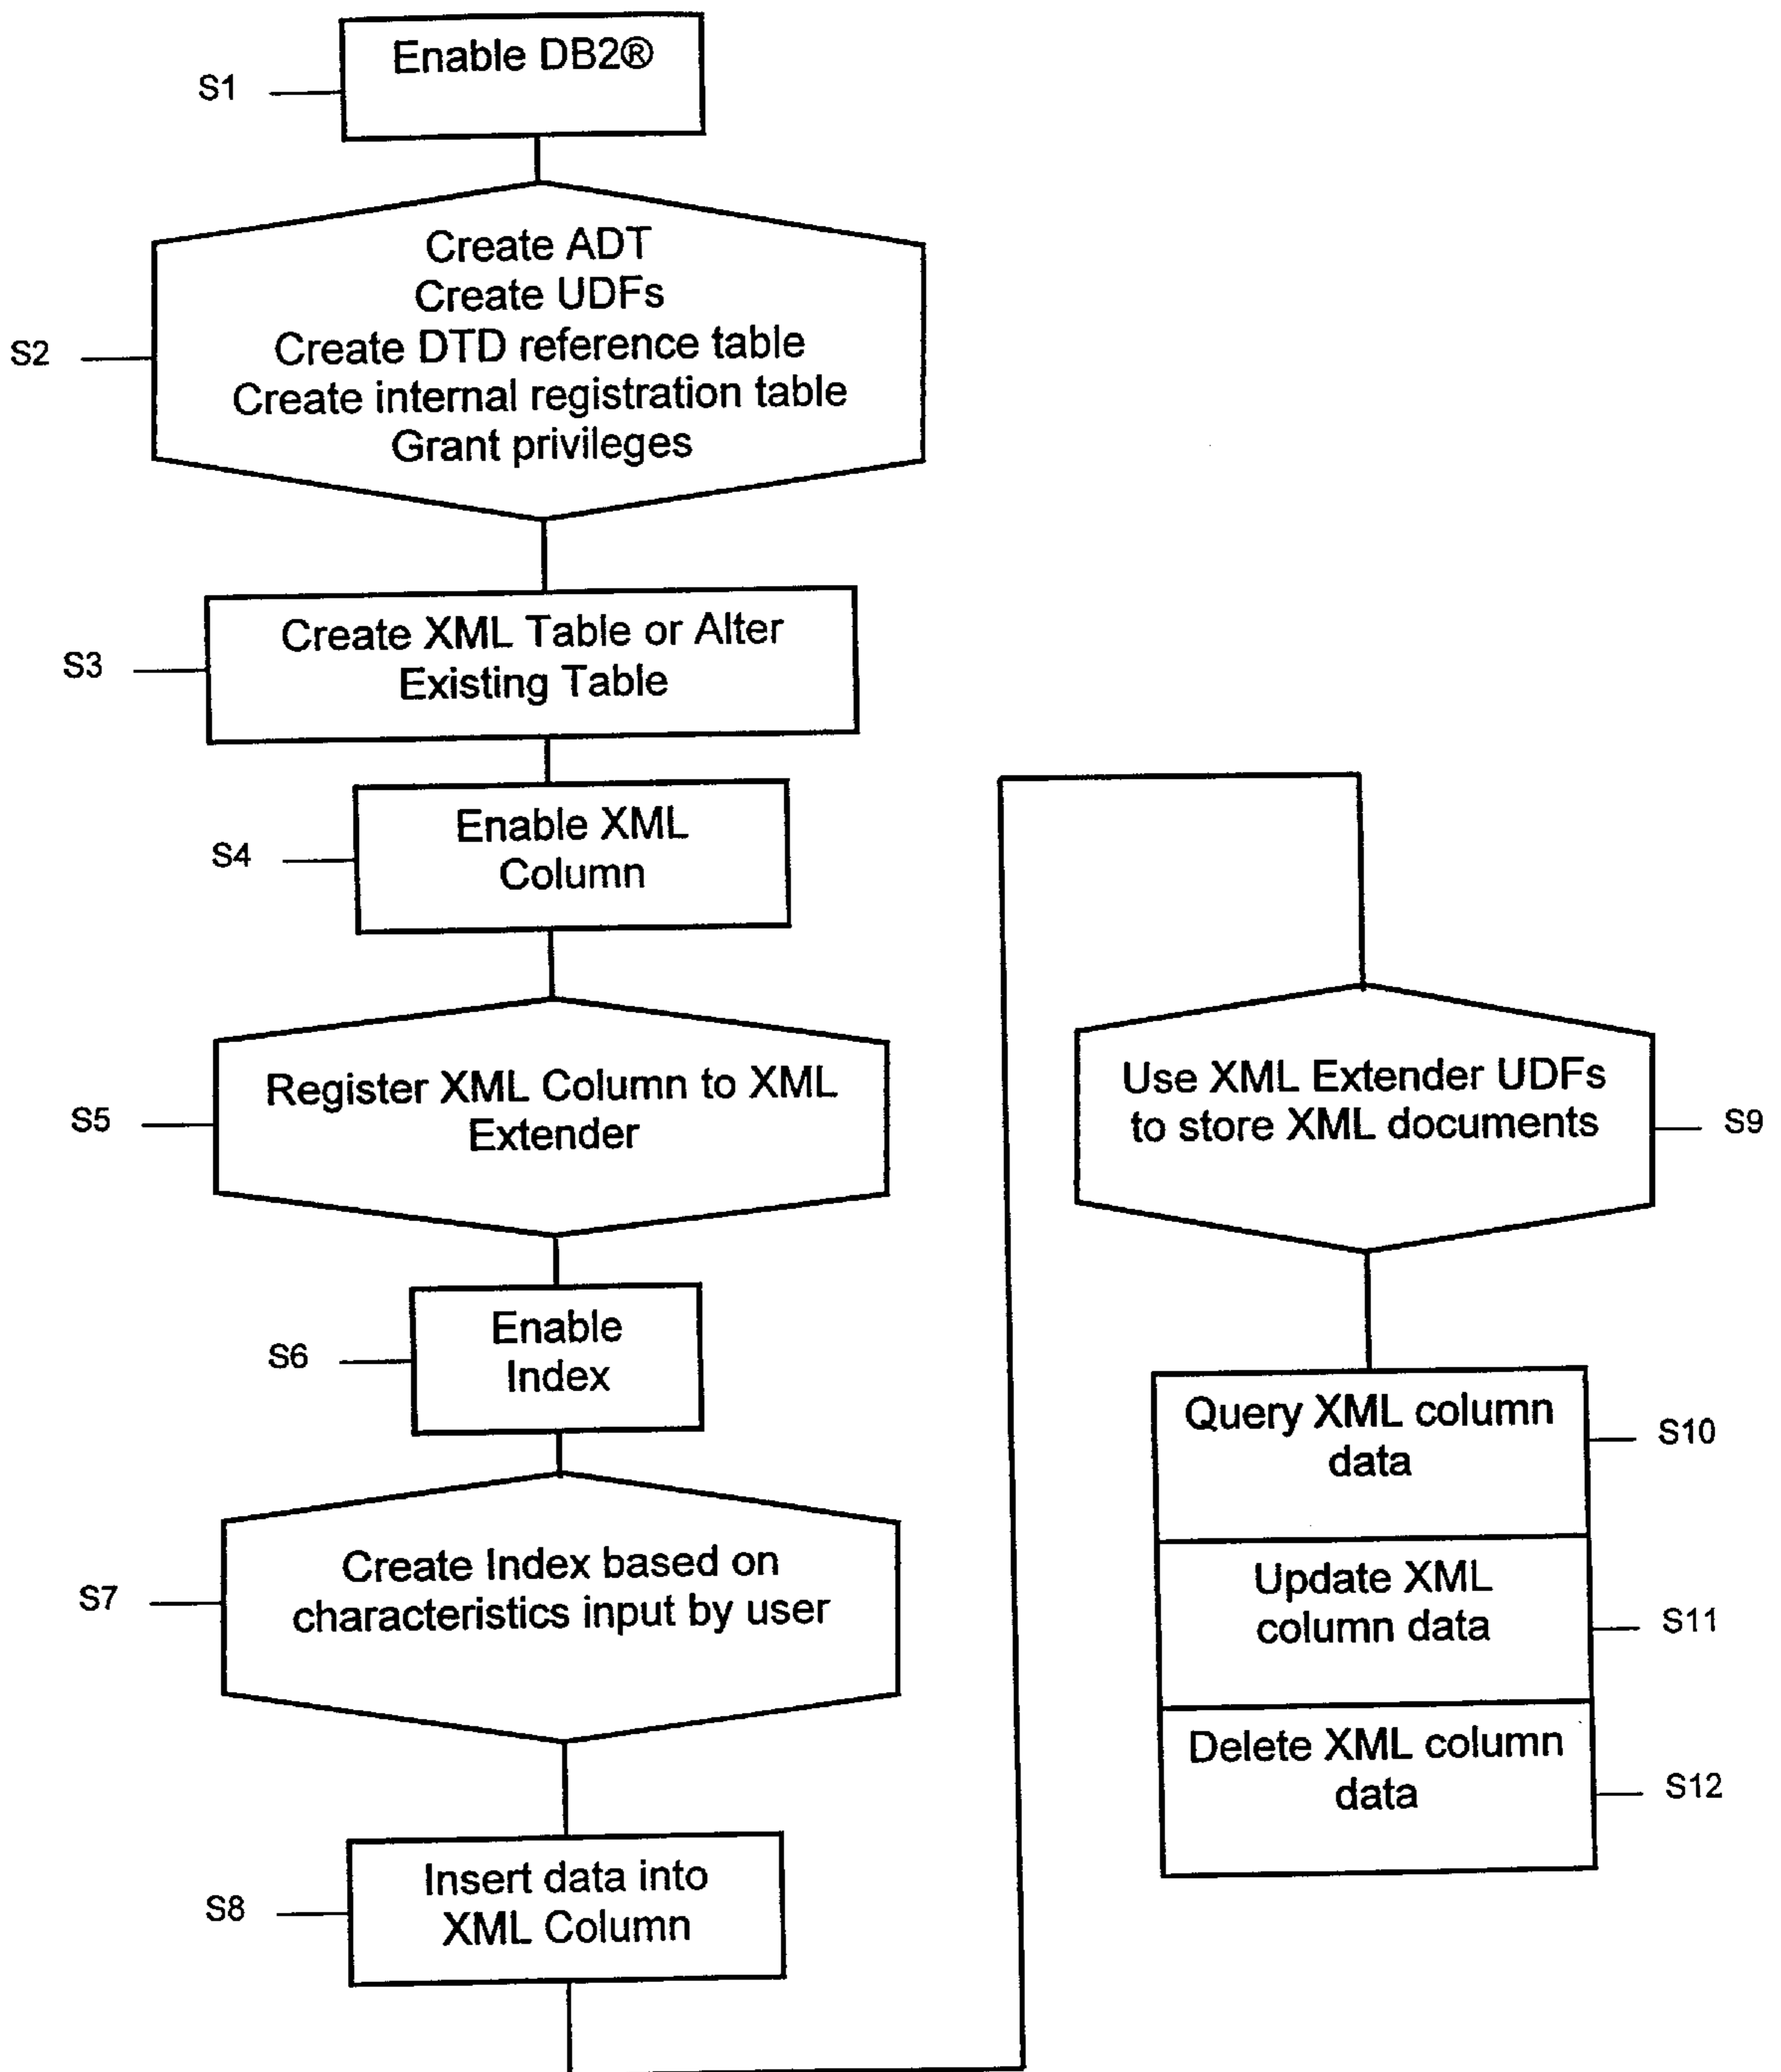 Enable DB2®
S1
Create ADT
Create UDFs
Create DTD reference table
Create internal registration table
Grant privileges
S2
Create XML Table or Alter
Existing Table
S3
Enable XML
Column
S4
Register XML Column to XML
Extender
S5
Enable
Index
S6
Create Index based on
characteristics input by user
S7
Insert data into
XML Column
S8
Use XML Extender UDFs
to store XML documents
S9
Query XML column
data
S10
Update XML
column data
S11
Delete XML column
data
S12